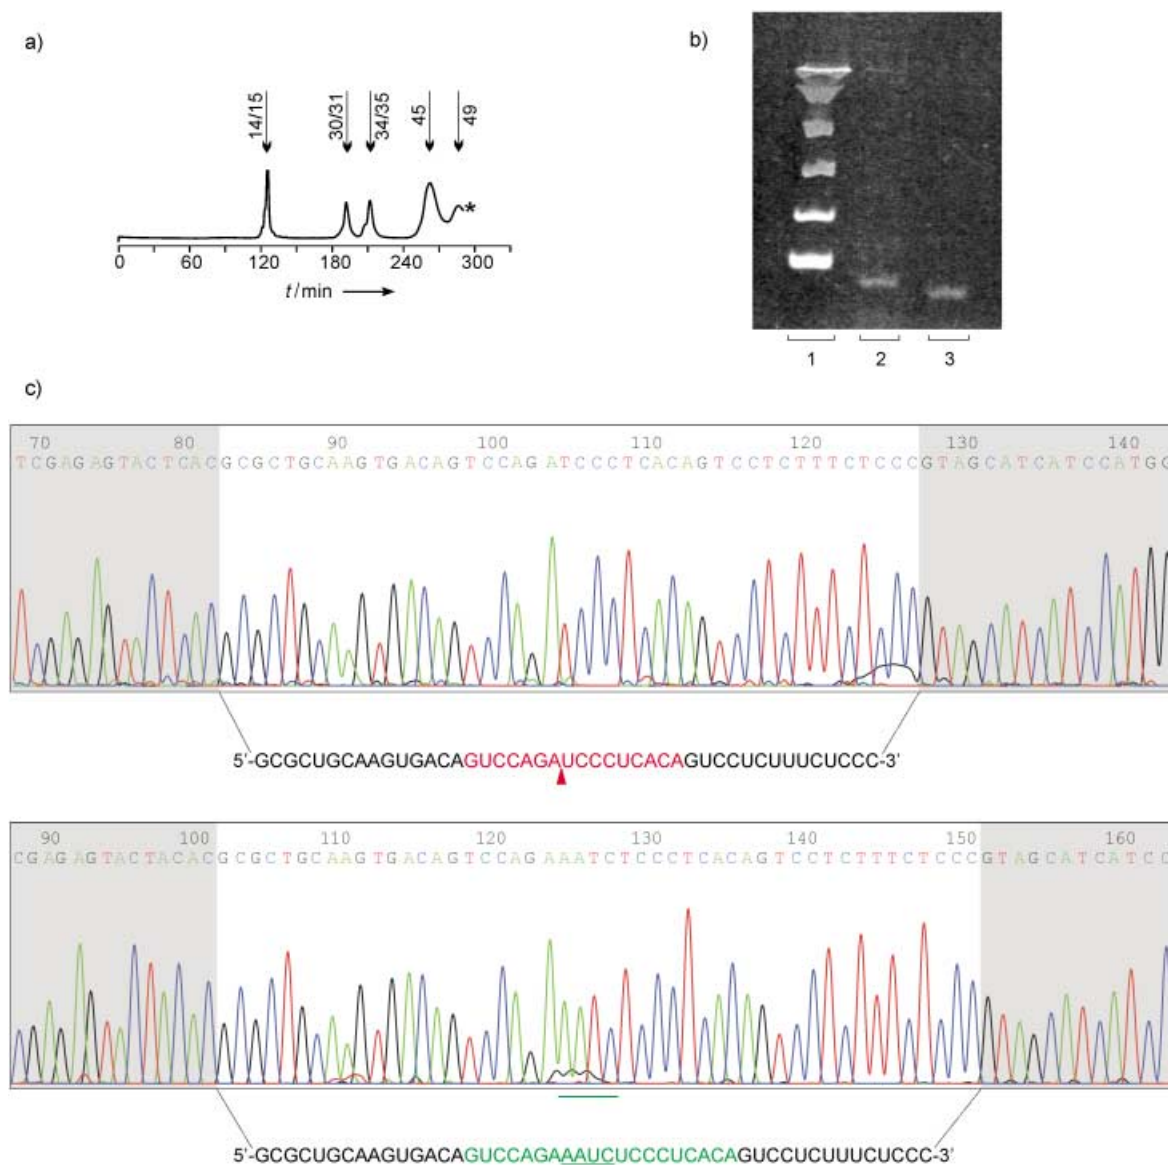 a)
b)
14/15 30/31 34/35 45 49
*
0 60 120 180 240 300
t/min
1 2 3
c)
70 80 90 100 110 120 130 140
TCGAGAGTACTCACGCGCTGCAAGTGACAGTCCAGATCCCTCACAGTCCTCTTTCTCCCGTAGCATCATCCATGG
5'-GCGCUGCAAGUGACAGUCCAGAUCCCUCACAGUCCUCUUUCUCCC-3'
90 100 110 120 130 140 150 160
CGAGAGTACTACACGCGCTGCAAGTGACAGTCCAGAAATCTCCCTCACAGTCCTCTTTCTCCCGTAGCATCATCC
5'-GCGCUGCAAGUGACAGUCCAGAAAUCUCCCUCACAGUCCUCUUUCUCCC-3'